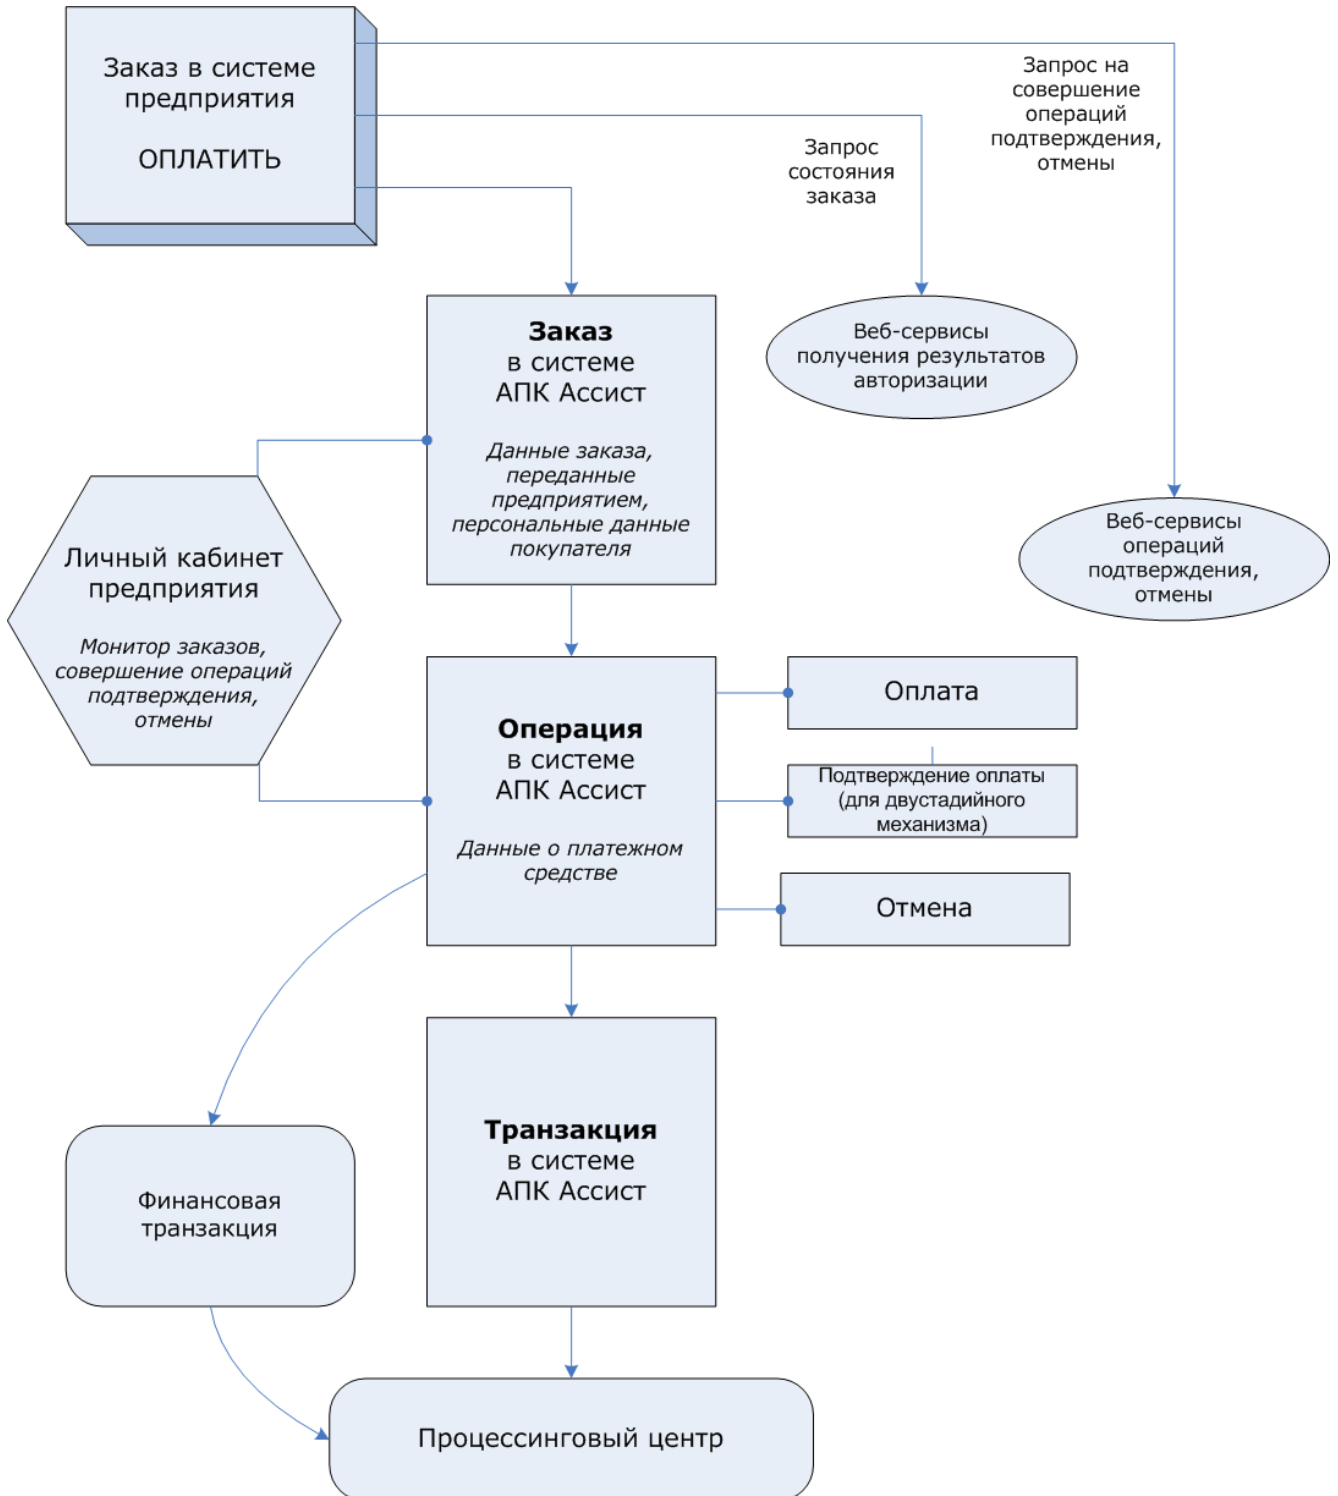 Заказ в системе
предприятия
ОПЛАТИТЬ
Запрос на
совершение
операций
подтверждения,
отмены
Запрос
состояния
заказа
Заказ
в системе
АПК Ассист
Данные заказа,
переданные
предприятием,
персональные данные
покупателя
Веб-сервисы
получения результатов
авторизации
Веб-сервисы
операций
подтверждения,
отмены
Личный кабинет
предприятия
Монитор заказов,
совершение операций
подтверждения,
отмены
Операция
в системе
АПК Ассист
Данные о платежном
средстве
Оплата
Подтверждение оплаты
(для двустадийного
механизма)
Отмена
Транзакция
в системе
АПК Ассист
Финансовая
транзакция
Процессинговый центр